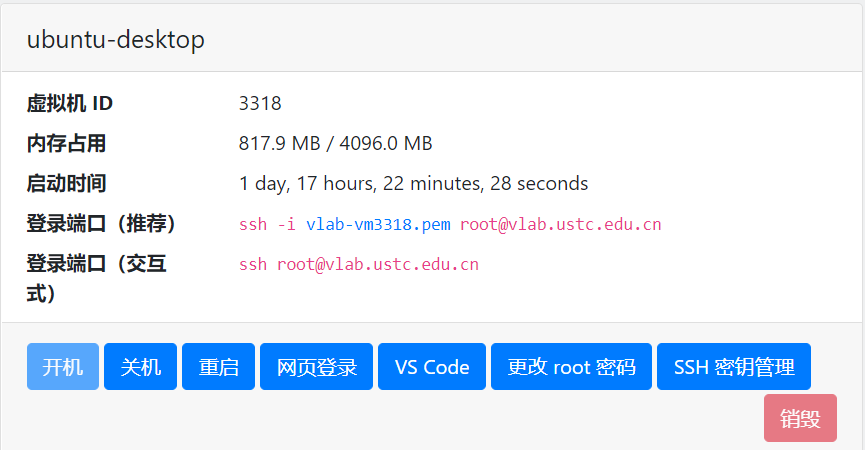 ubuntu-desktop
虚拟机 ID 3318
内存占用 817.9 MB / 4096.0 MB
启动时间 1 day, 17 hours, 22 minutes, 28 seconds
登录端口（推荐） ssh -i vlab-vm3318.pem root@vlab.ustc.edu.cn
登录端口（交互 ssh root@vlab.ustc.edu.cn
式）
开机 关机 重启 网页登录 VS Code 更改 root 密码 SSH 密钥管理
销毁